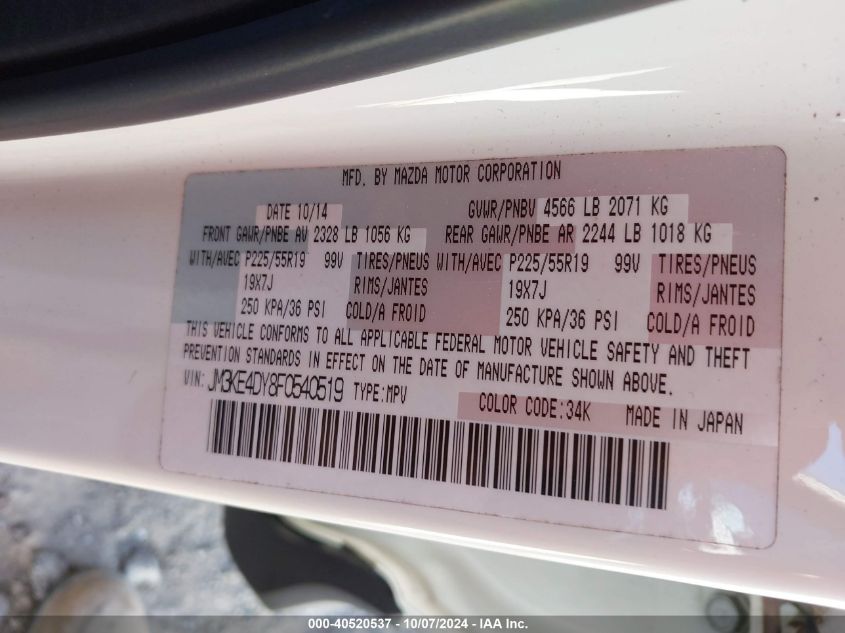 MFD. BY MAZDA MOTOR CORPORATION
DATE 10/14 GVWR/PNBV 4566 LB 2071 KG
FRONT GAWR/PNBE AV 2328 LB 1056 KG REAR GAWR/PNBE AR 2244 LB 1018 KG
WITH/AVEC P225/55R19 99V TIRES/PNEUS WITH/AVEC P225/55R19 99V TIRES/PNEUS
19X7J RIMS/JANTES 19X7J RIMS/JANTES
250 KPA/36 PSI COLD/A FROID 250 KPA/36 PSI COLD/A FROID
THIS VEHICLE CONFORMS TO ALL APPLICABLE FEDERAL MOTOR VEHICLE SAFETY AND THEFT
PREVENTION STANDARDS IN EFFECT ON THE DATE OF MANUFACTURE SHOWN ABOVE.
VIN: JM3KE4DY8F0540519 TYPE:MPV COLOR CODE:34K MADE IN JAPAN
000-40520537 - 10/07/2024 - IAA Inc.